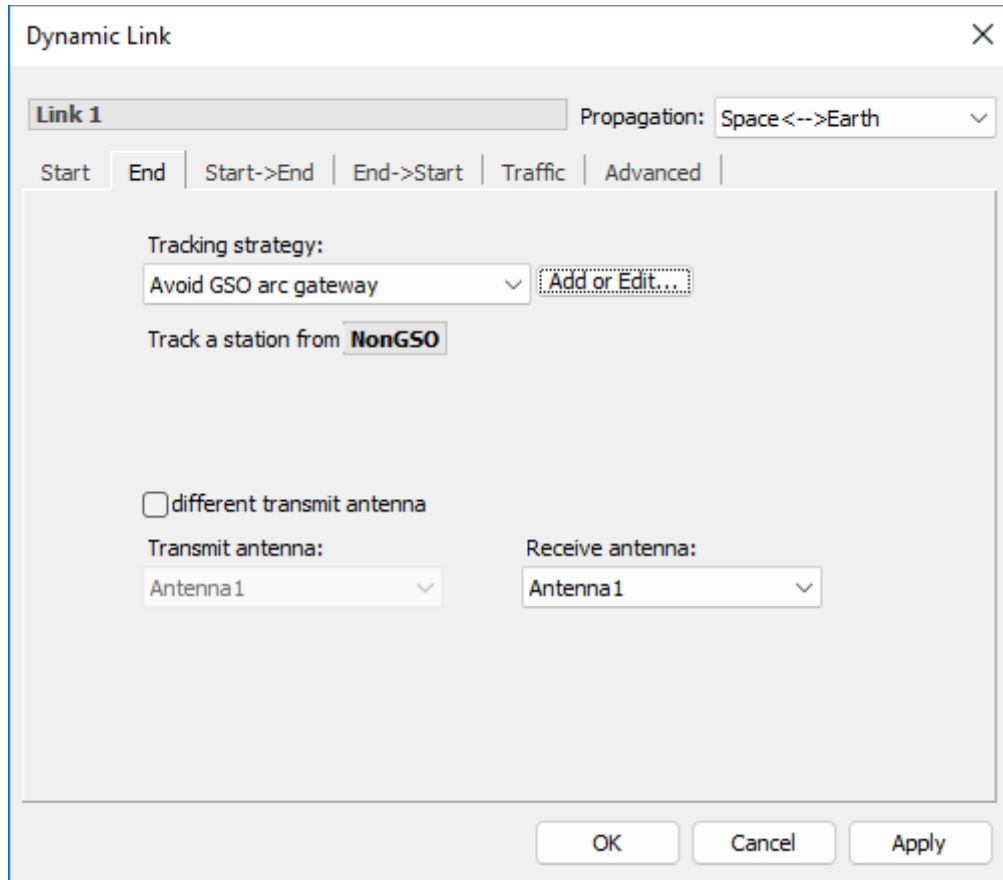 Dynamic Link
Link 1 Propagation: Space<-->Earth
Start End Start->End End->Start Traffic Advanced
Tracking strategy:
Avoid GSO arc gateway Add or Edit...
Track a station from NonGSO
different transmit antenna
Transmit antenna: Receive antenna:
Antenna1 Antenna1
OK Cancel Apply